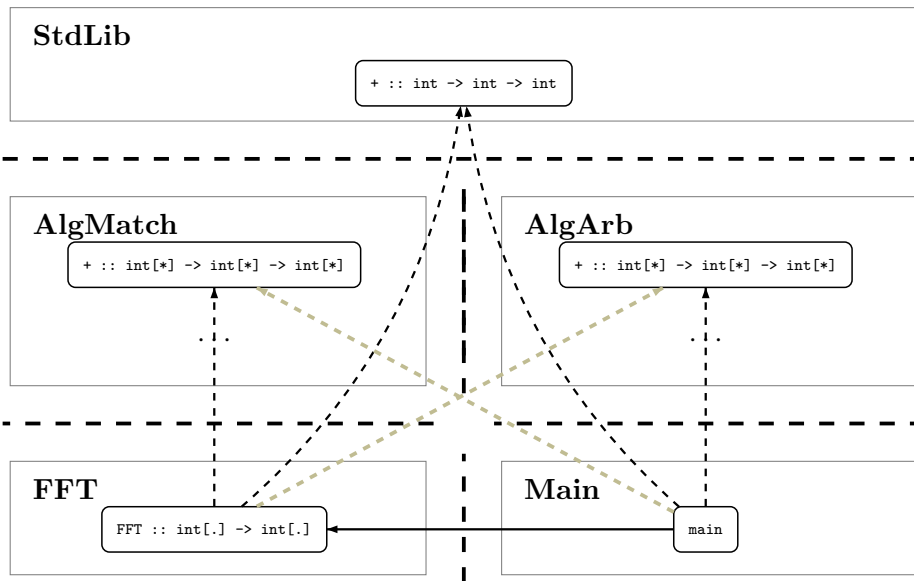 StdLib
+ :: int -> int -> int
AlgMatch
+ :: int[*] -> int[*] -> int[*]
...
AlgArb
+ :: int[*] -> int[*] -> int[*]
...
FFT
FFT :: int[.] -> int[.]
Main
main